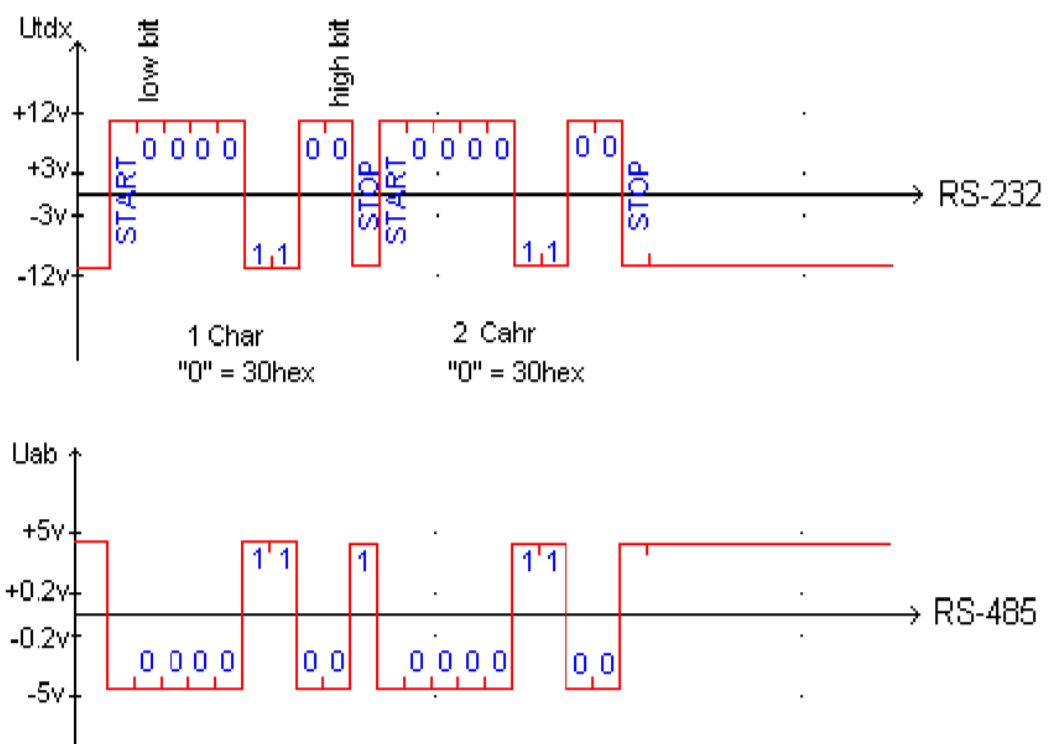 Utdx
low bit
high bit
+12v
0 0 0 0
0 0
0 0 0 0
0 0
+3v
START
STOP
START
STOP
RS-232
-3v
1 1
1 1
-12v
1 Char
2 Cahr
"0" = 30hex
"0" = 30hex
Uab
+5v
1 1
1
1 1
+0.2v
RS-485
-0.2v
0 0 0 0
0 0
0 0 0 0
0 0
-5v